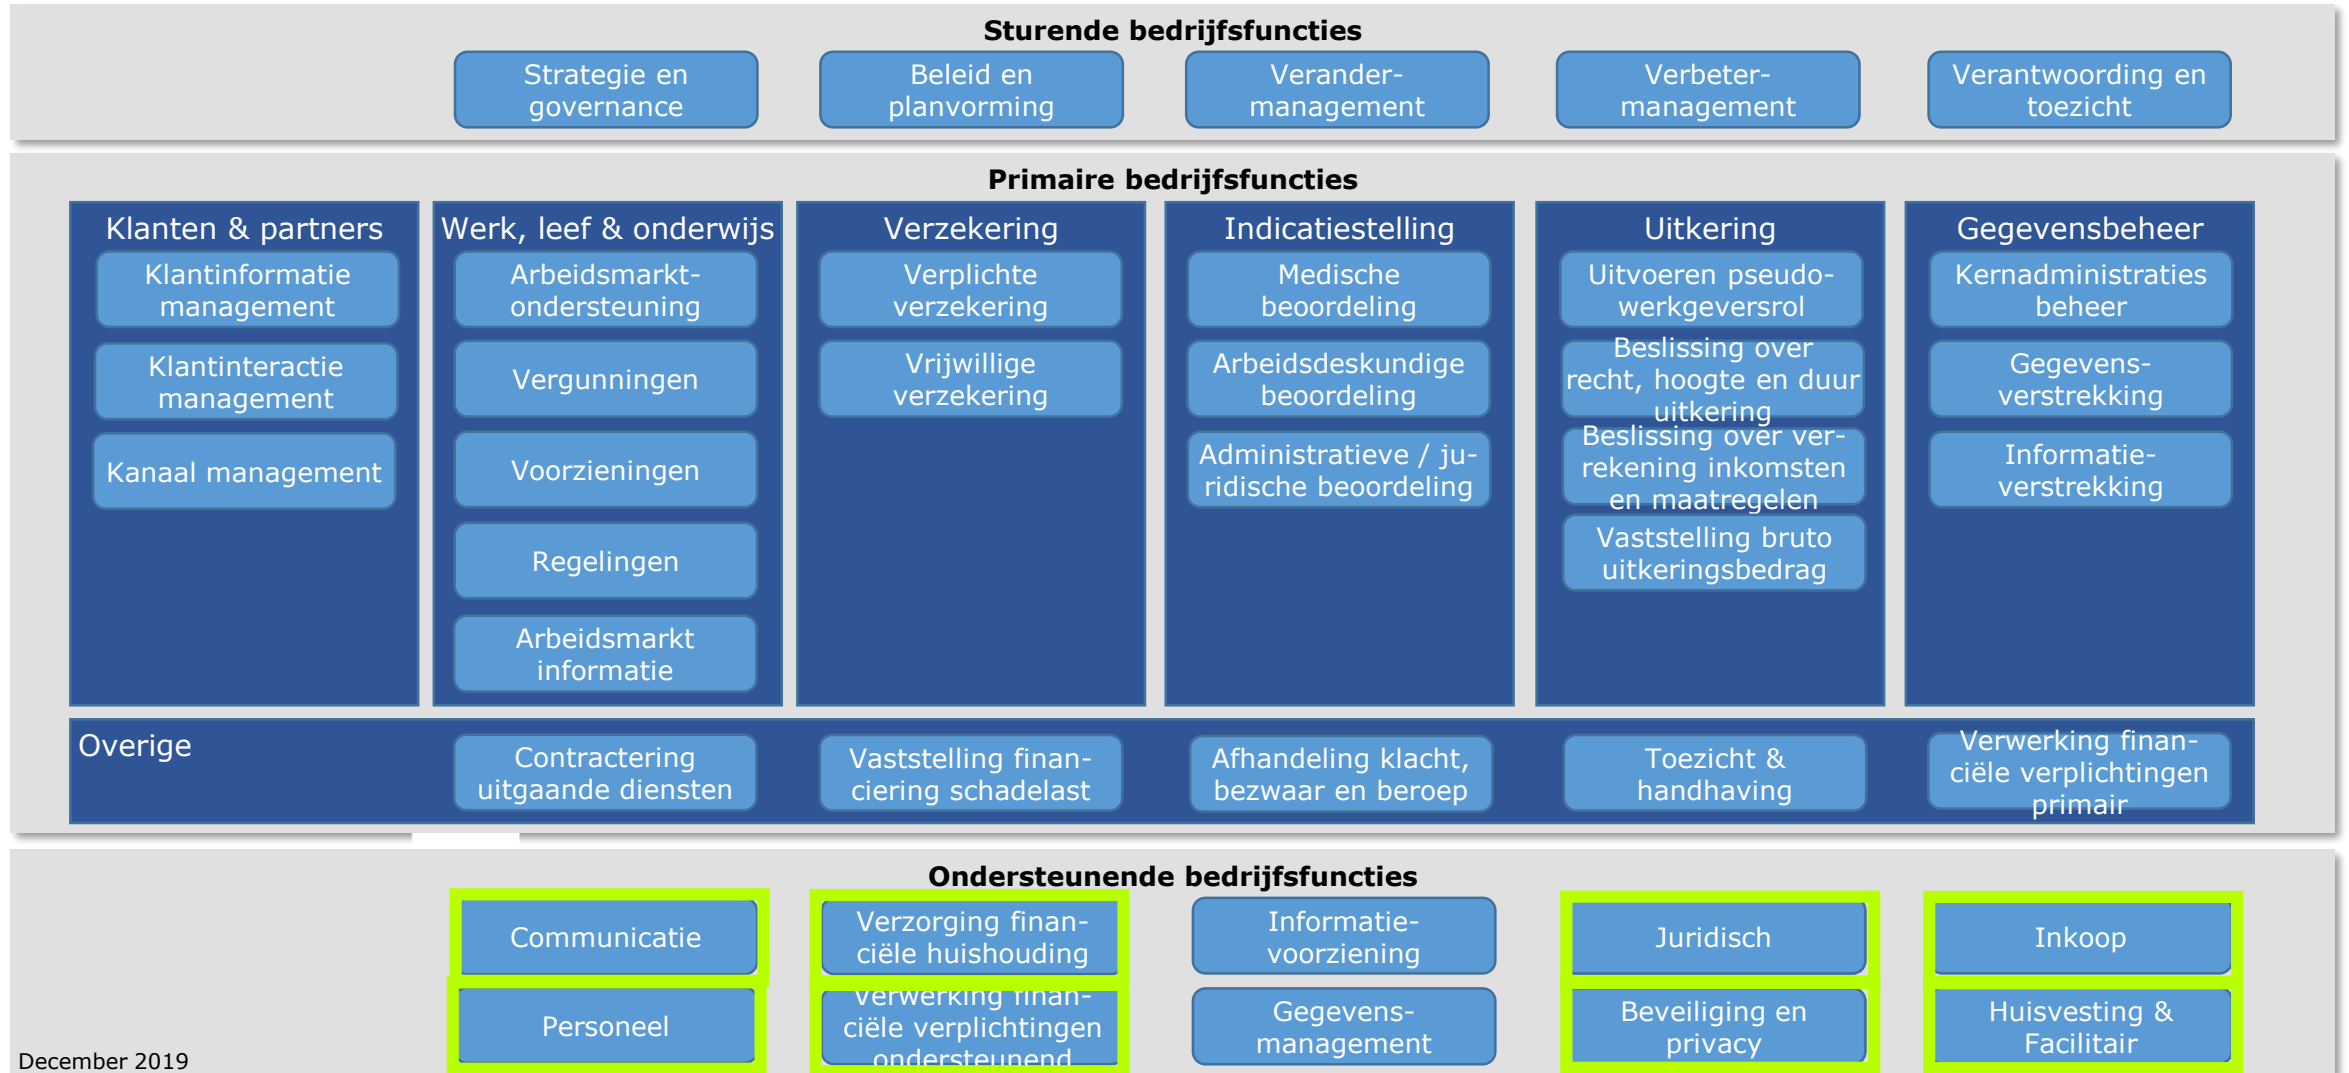 Sturende bedrijfsfuncties
Strategie en
governance
Beleid en
planvorming
Verander-
management
Verbeter-
management
Verantwoording en
toezicht
Primaire bedrijfsfuncties
Klanten & partners
Klantinformatie
management
Klantinteractie
management
Kanaal management
Werk, leef & onderwijs
Arbeidsmarkt-
ondersteuning
Vergunningen
Voorzieningen
Regelingen
Arbeidsmarkt
informatie
Verzekering
Verplichte
verzekering
Vrijwillige
verzekering
Indicatiestelling
Medische
beoordeling
Arbeidsdeskundige
beoordeling
Administratieve / ju-
ridische beoordeling
Uitkering
Uitvoeren pseudo-
werkgeversrol
Beslissing over
recht, hoogte en duur
uitkering
Beslissing over ver-
rekening inkomsten
en maatregelen
Vaststelling bruto
uitkeringsbedrag
Gegevensbeheer
Kernadministraties
beheer
Gegevens-
verstrekking
Informatie-
verstrekking
Overige
Contractering
uitgaande diensten
Vaststelling finan-
ciering schadelast
Afhandeling klacht,
bezwaar en beroep
Toezicht &
handhaving
Verwerking finan-
ciële verplichtingen
primair
Ondersteunende bedrijfsfuncties
Communicatie
Verzorging finan-
ciële huishouding
Informatie-
voorziening
Juridisch
Inkoop
Personeel
Verwerking finan-
ciële verplichtingen
ondersteunend
Gegevens-
management
Beveiliging en
privacy
Huisvesting &
Facilitair
December 2019